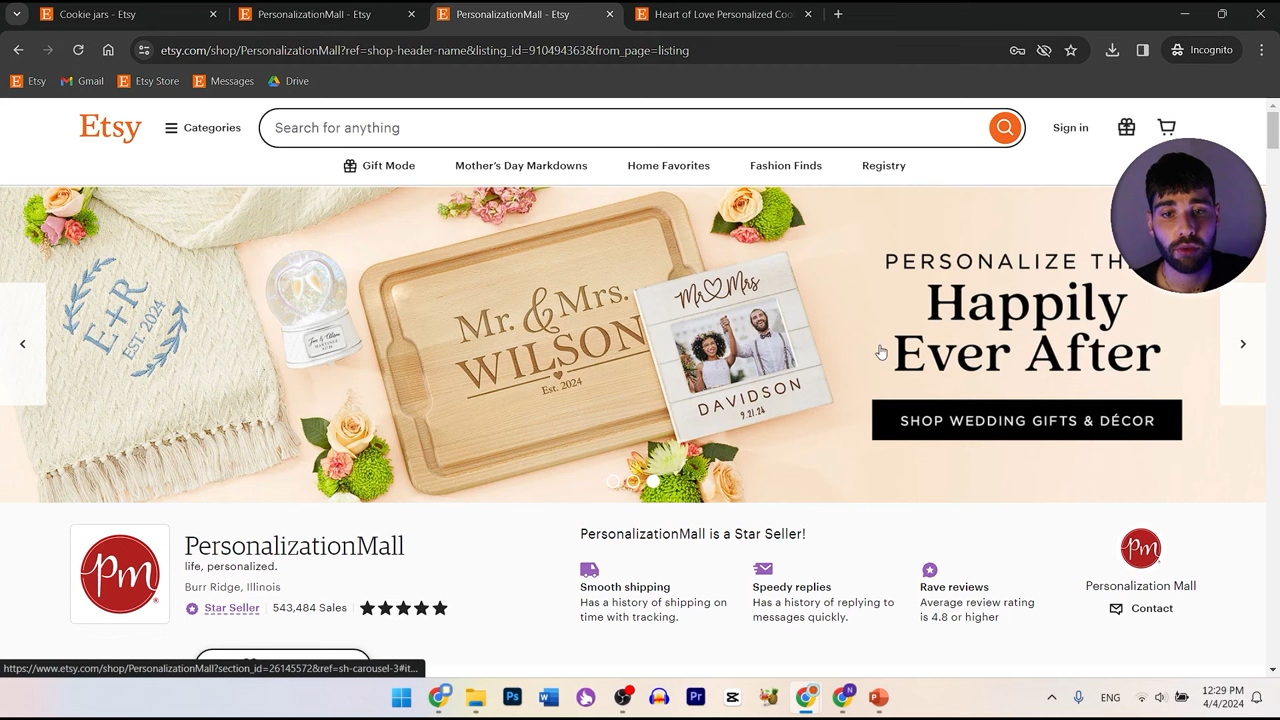 Cookie jars - Etsy
PersonalizationMall - Etsy
PersonalizationMall - Etsy
Heart of Love Personalized Coo
etsy.com/shop/PersonalizationMall?ref=shop-header-name&listing_id=910494363&from_page=listing
Incognito
Etsy
Gmail
Etsy Store
Messages
Drive
Etsy
Categories
Search for anything
Sign in
Gift Mode
Mother's Day Markdowns
Home Favorites
Fashion Finds
Registry
E+R
EST. 2024
Mr. & Mrs.
WILSON
Est. 2024
Mr Mrs
DAVIDSON
9.21.24
PERSONALIZE TH
Happily
Ever After
SHOP WEDDING GIFTS & DÉCOR
pm
PersonalizationMall
life, personalized.
Burr Ridge, Illinois
Star Seller
543,484 Sales
PersonalizationMall is a Star Seller!
Smooth shipping
Has a history of shipping on
time with tracking.
Speedy replies
Has a history of replying to
messages quickly.
Rave reviews
Average review rating
is 4.8 or higher
pm
Personalization Mall
Contact
https://www.etsy.com/shop/PersonalizationMall?section_id=26145572&ref=sh-carousel-3#it...
Ps
Pr
ENG
12:29 PM
4/4/2024